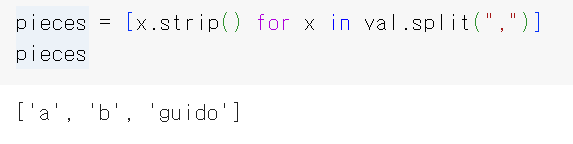 pieces = [x.strip() for x in val.split(",")]
pieces
['a', 'b', 'guido']